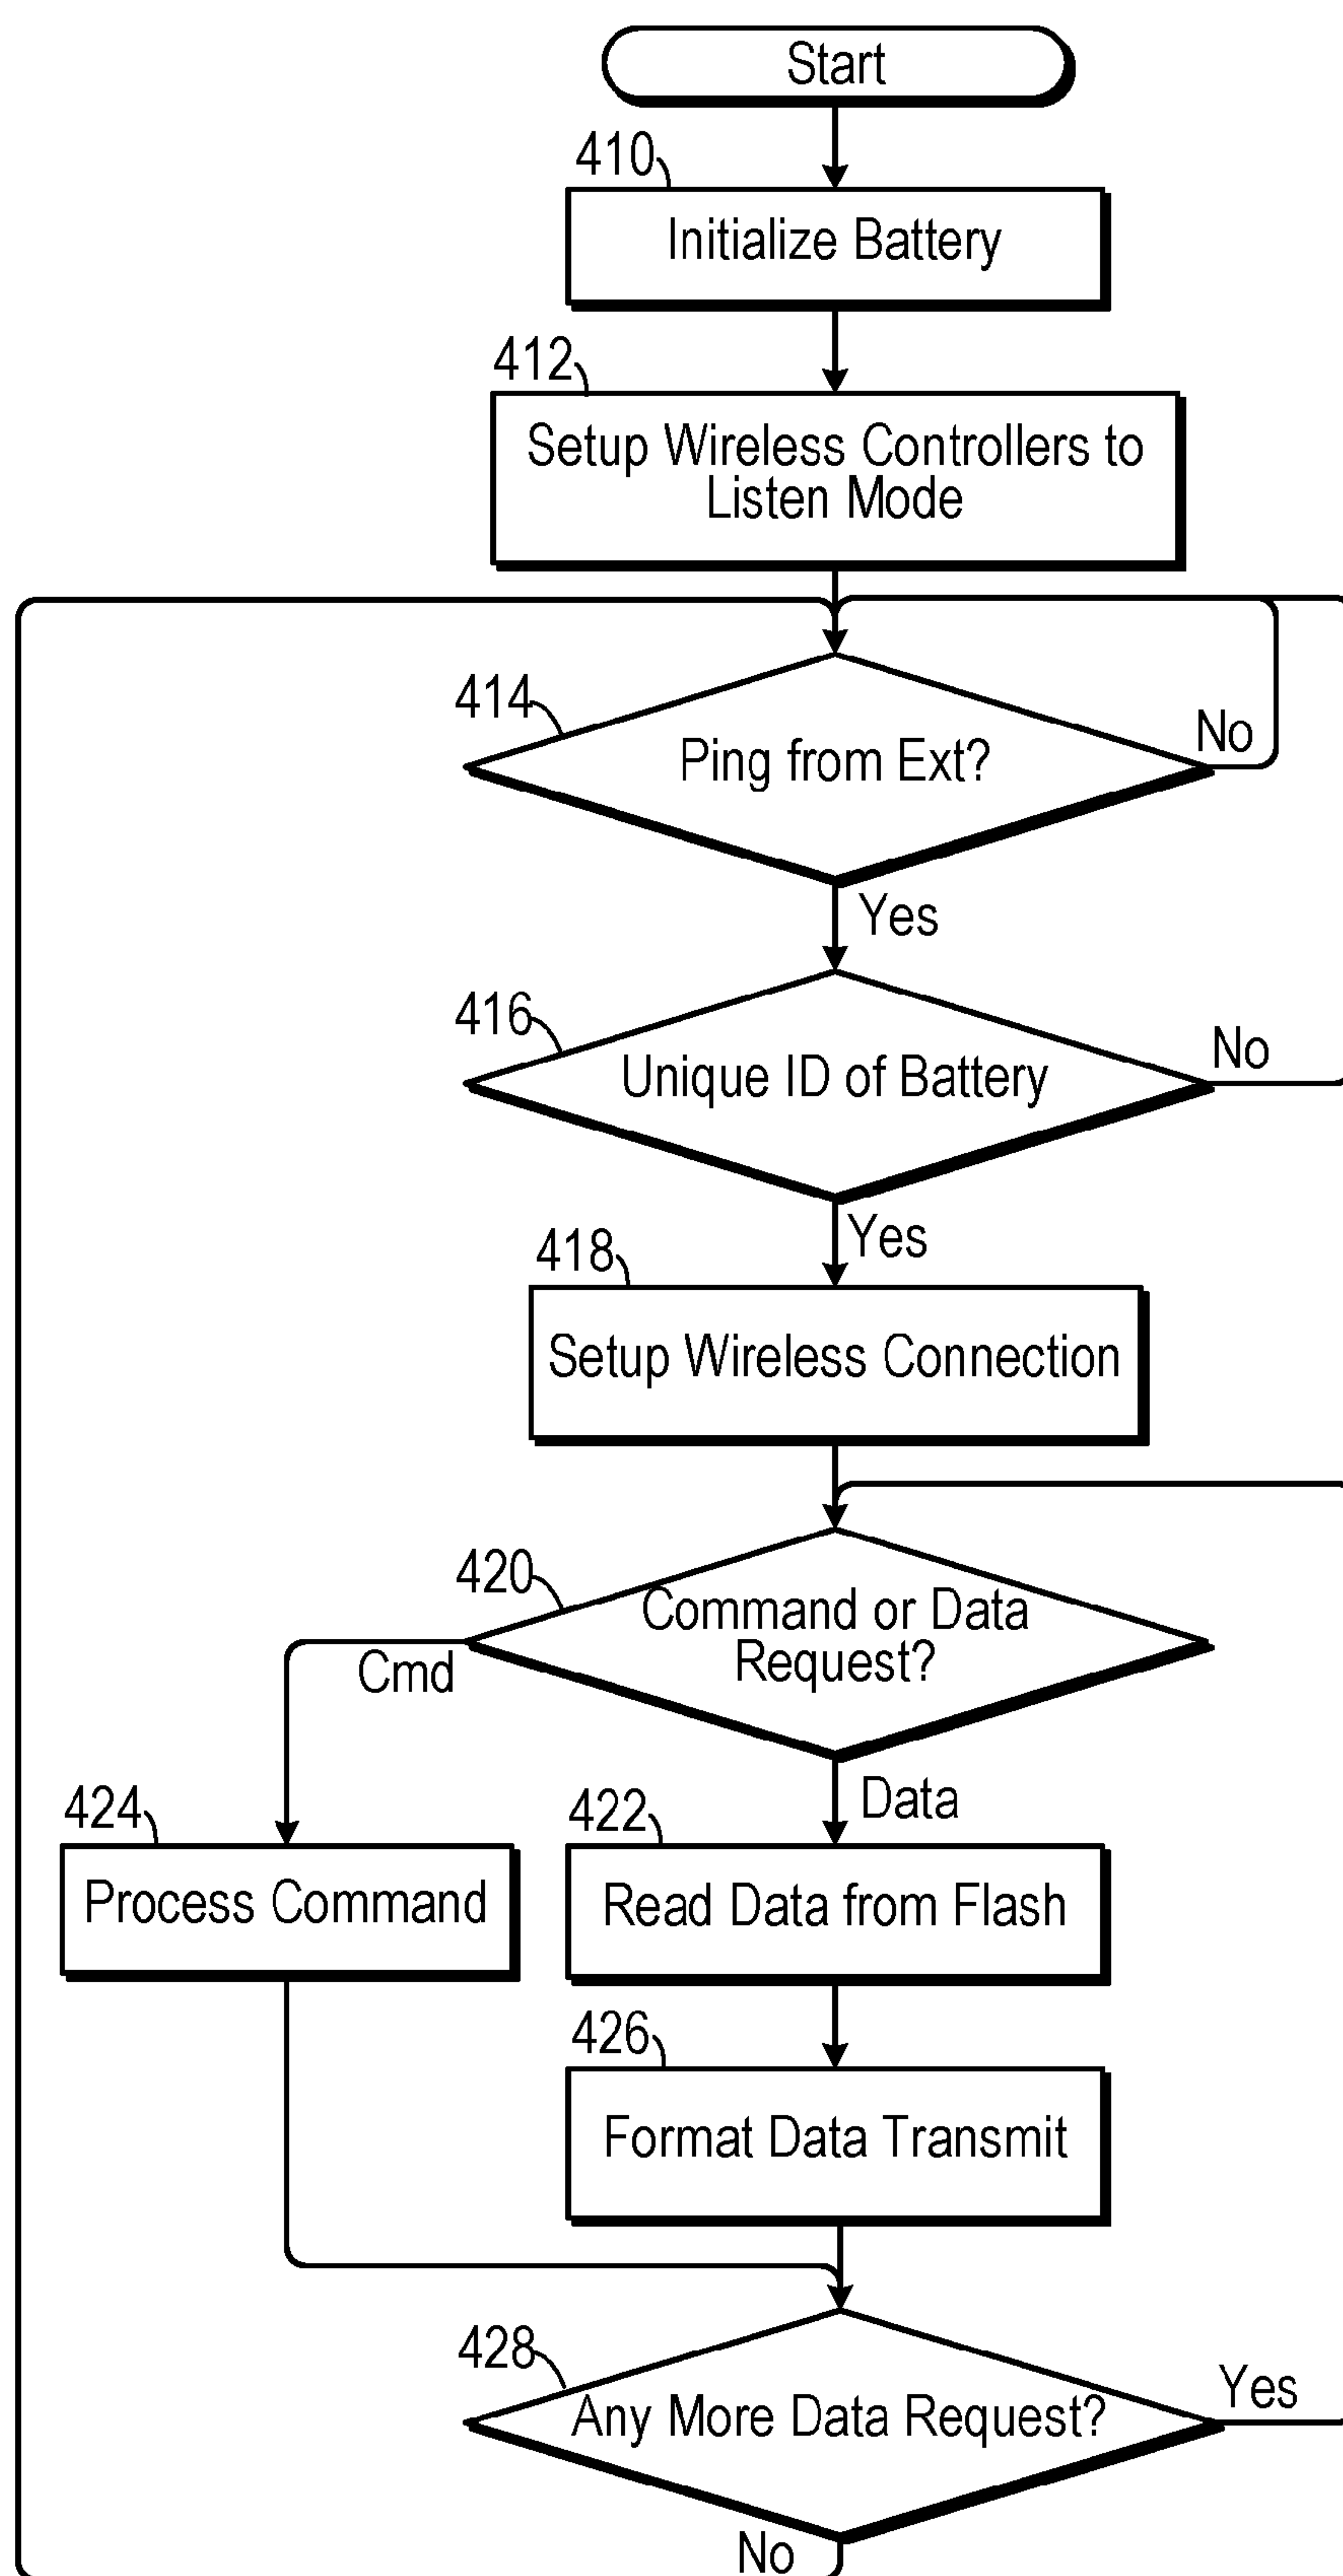 Start
410
Initialize Battery
412
Setup Wireless Controllers to
Listen Mode
414
Ping from Ext?
No
Yes
416
Unique ID of Battery
No
Yes
418
Setup Wireless Connection
420
Command or Data
Request?
Cmd
Data
424
Process Command
422
Read Data from Flash
426
Format Data Transmit
428
Any More Data Request?
Yes
No